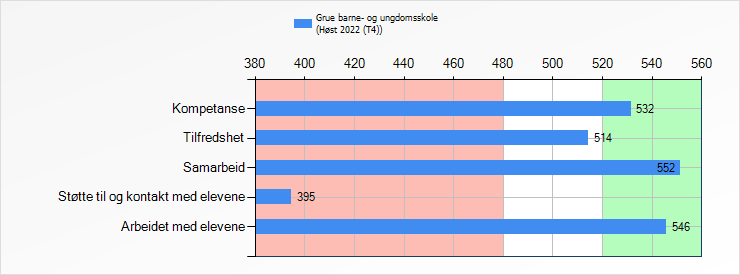 Grue barne- og ungdomsskole
(Høst 2022 (T4))
380 400 420 440 460 480 500 520 540 560
Kompetanse 532
Tilfredshet 514
Samarbeid 552
Støtte til og kontakt med elevene 395
Arbeidet med elevene 546